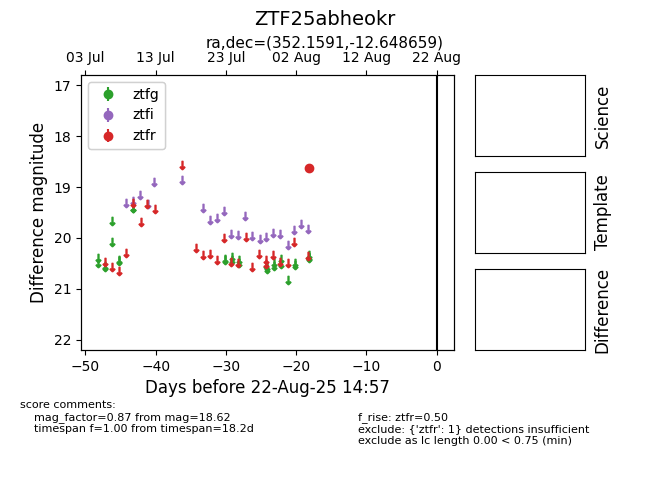 ZTF25abheokr
ra,dec=(352.1591,-12.648659)
03 Jul 13 Jul 23 Jul 02 Aug 12 Aug 22 Aug
ztfg
ztfi
ztfr
17
18
19
20
21
22
Difference magnitude
−50 −40 −30 −20 −10 0
Days before 22-Aug-25 14:57
Science
Template
Difference
score comments:
mag_factor=0.87 from mag=18.62
timespan f=1.00 from timespan=18.2d
f_rise: ztfr=0.50
exclude: {'ztfr': 1} detections insufficient
exclude as lc length 0.00 < 0.75 (min)